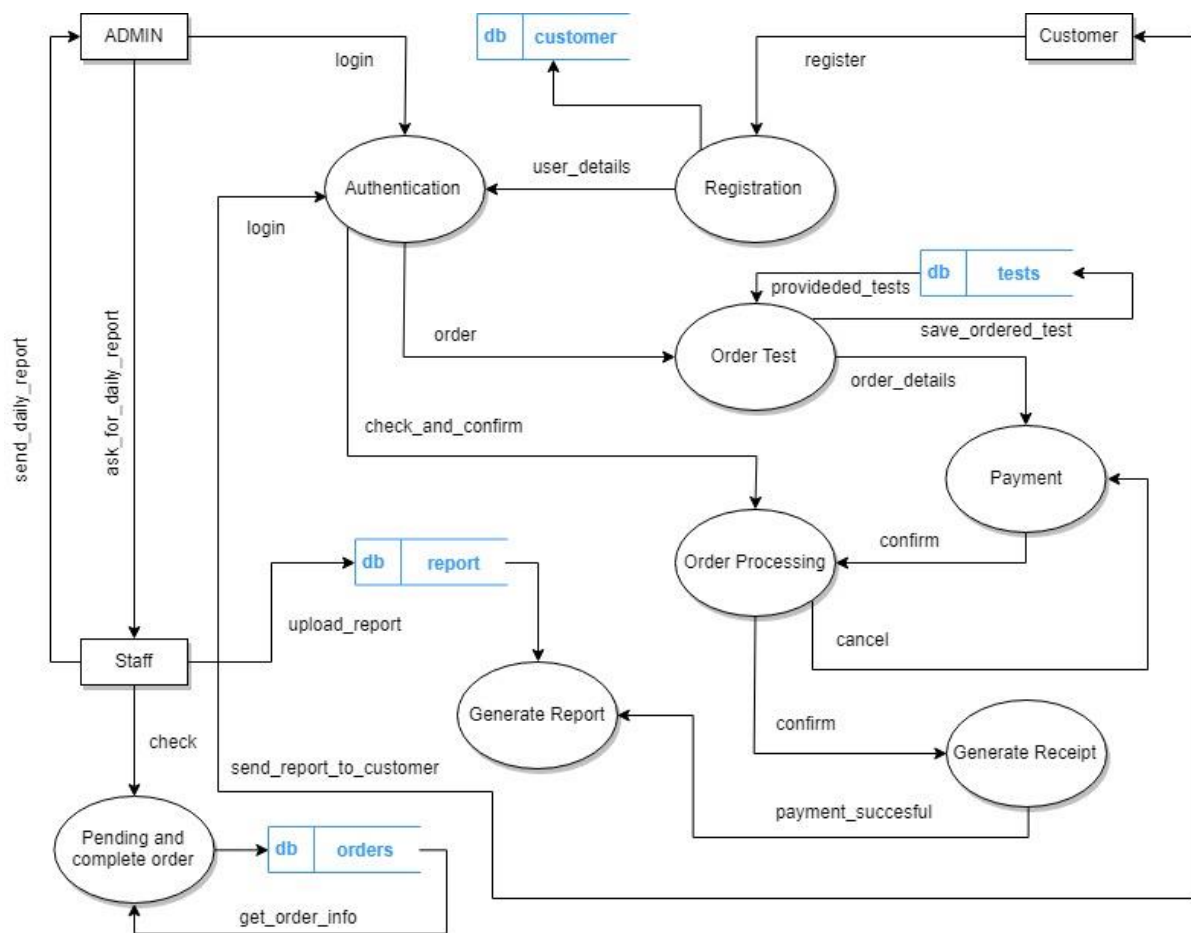 ADMIN
db customer
Customer
login
register
user_details
Authentication
Registration
login
db tests
provideded_tests
order
save_ordered_test
Order Test
order_details
send_daily_report
ask_for_daily_report
check_and_confirm
Payment
confirm
db report
Order Processing
upload_report
cancel
Staff
Generate Report
confirm
check
Generate Receipt
send_report_to_customer
payment_succesful
Pending and
complete order
db orders
get_order_info